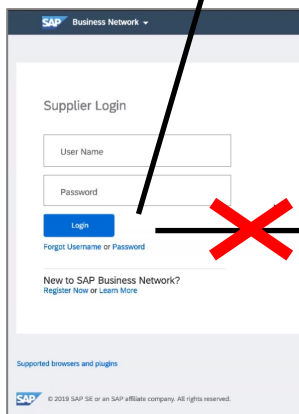 SAP Business Network
Supplier Login
User Name
Password
Login
Forgot Username or Password
New to SAP Business Network?
Register Now or Learn More
Supported browsers and plugins
SAP © 2019 SAP SE or an SAP affiliate company. All rights reserved.